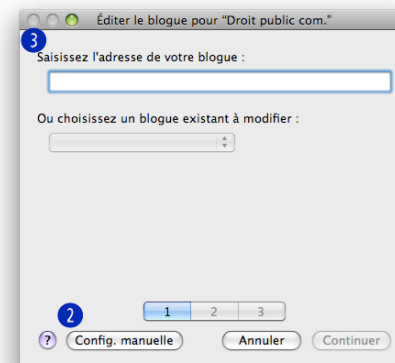 Éditer le blogue pour “Droit public com.”
3
Saisissez l'adresse de votre blogue :
Ou choisissez un blogue existant à modifier :
1 2 3
2
? Config. manuelle Annuler Continuer